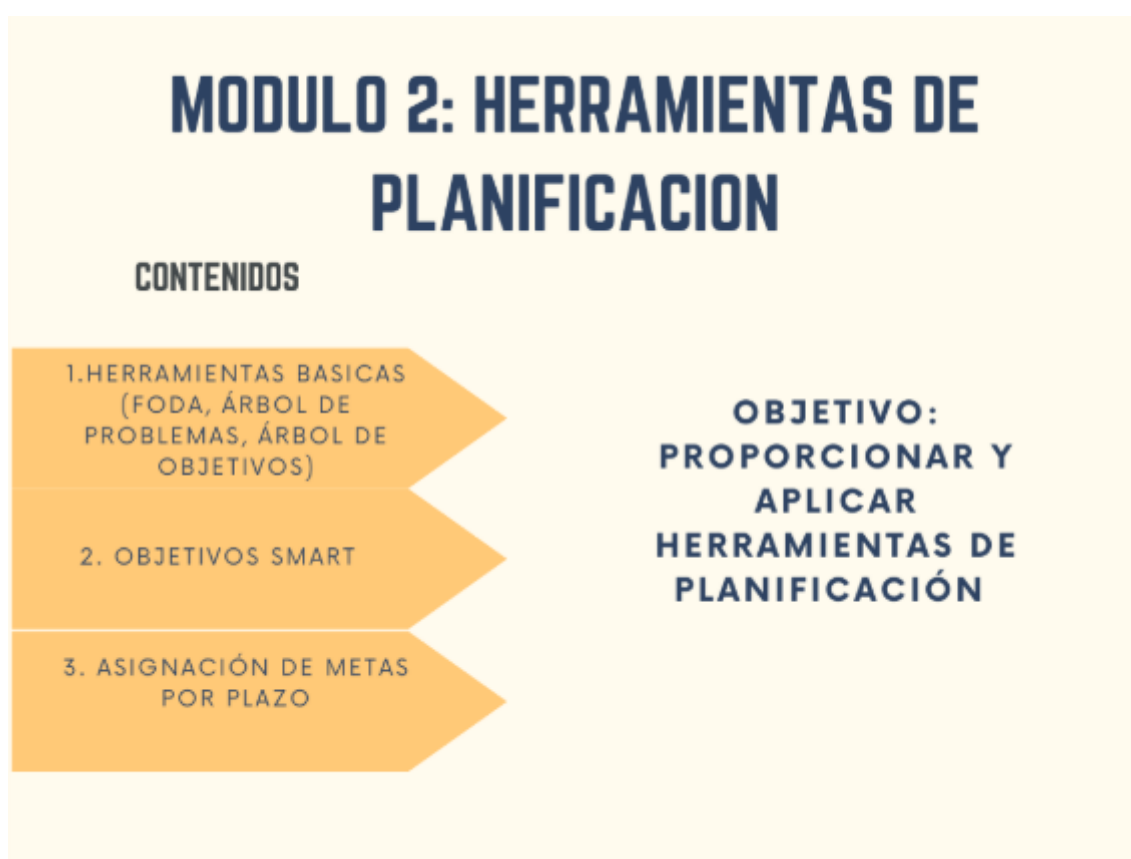 MODULO 2: HERRAMIENTAS DE
PLANIFICACION
CONTENIDOS
1.HERRAMIENTAS BASICAS
(FODA, ÁRBOL DE
PROBLEMAS, ÁRBOL DE
OBJETIVOS)
2. OBJETIVOS SMART
3. ASIGNACIÓN DE METAS
POR PLAZO
OBJETIVO:
PROPORCIONAR Y
APLICAR
HERRAMIENTAS DE
PLANIFICACIÓN